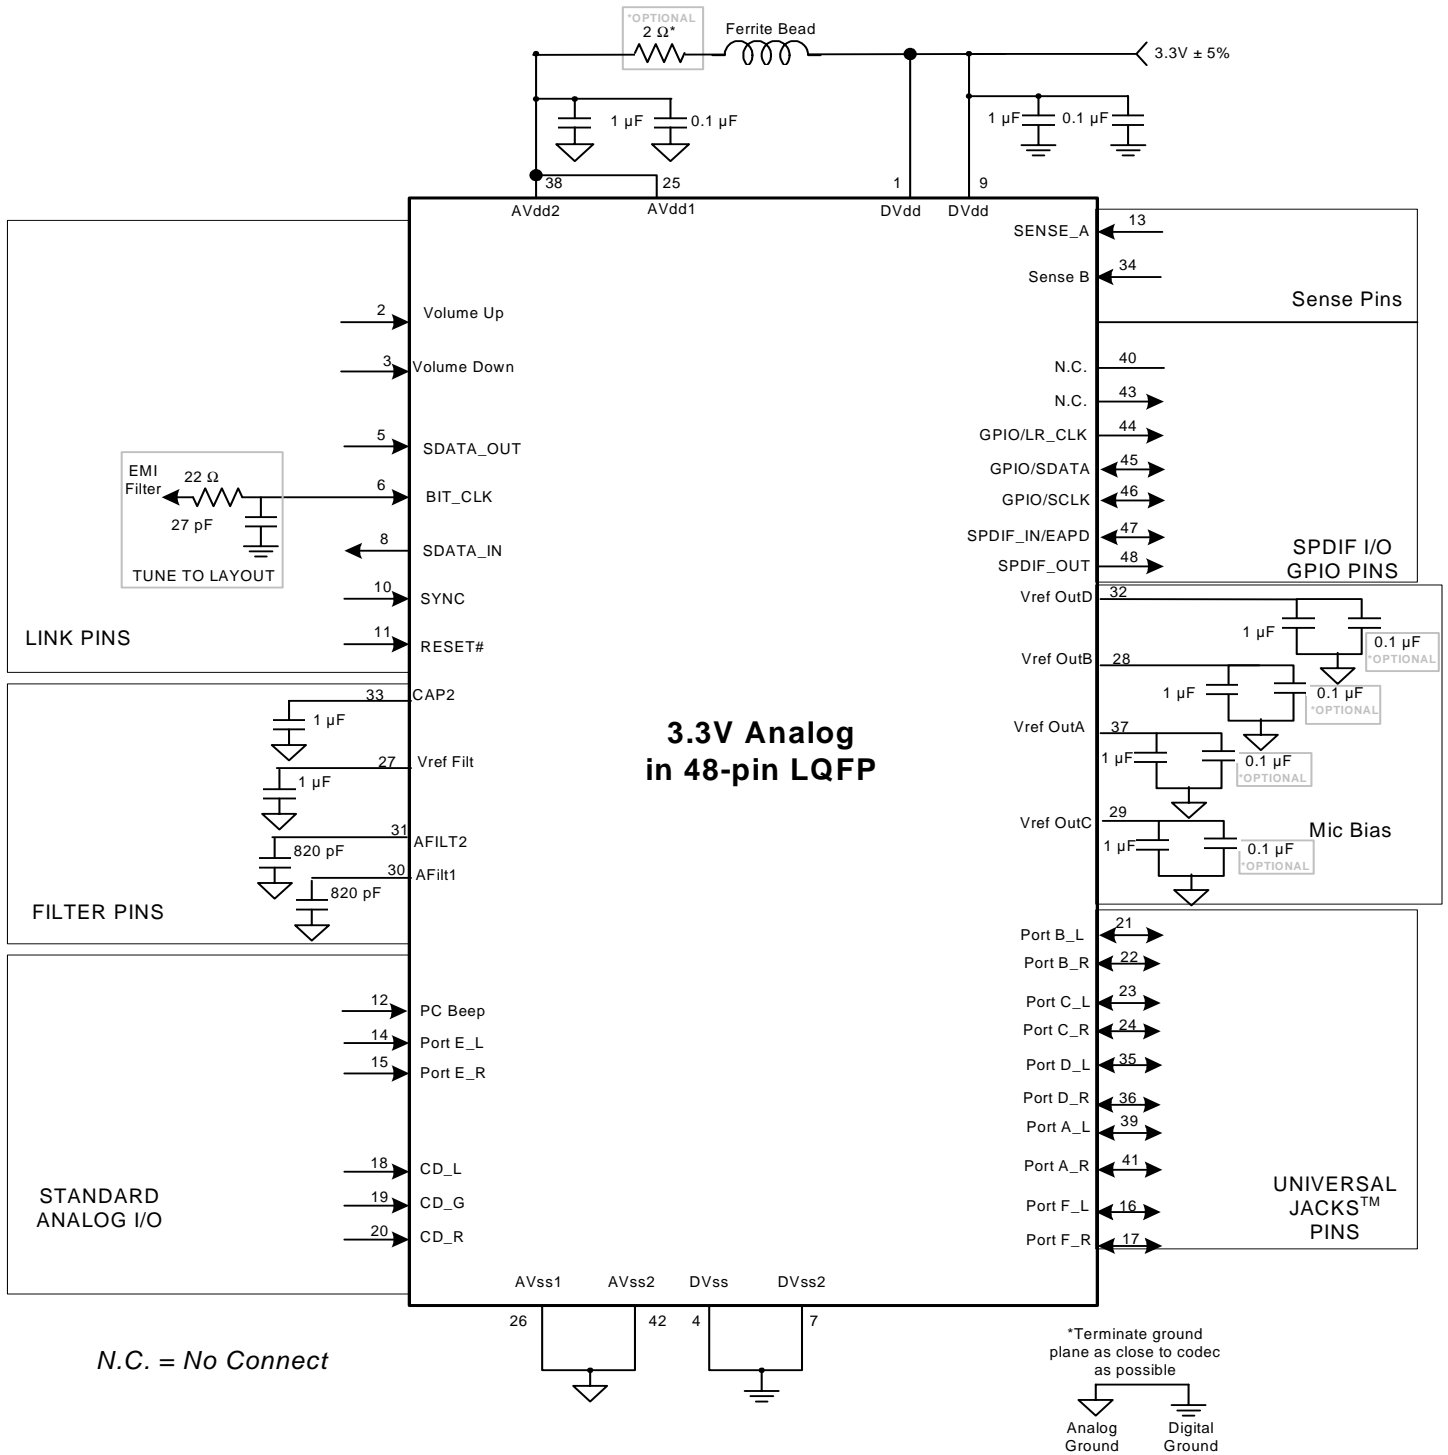 *OPTIONAL
2 Ω*
Ferrite Bead
3.3V ± 5%
1 µF
0.1 µF
1 µF
0.1 µF
38
25
1
9
AVdd2
AVdd1
DVdd
DVdd
2
Volume Up
3
Volume Down
5
SDATA_OUT
EMI
Filter
22 Ω
27 pF
TUNE TO LAYOUT
6
BIT_CLK
8
SDATA_IN
10
SYNC
11
RESET#
LINK PINS
33
CAP2
1 µF
27
Vref Filt
1 µF
31
AFILT2
820 pF
30
AFilt1
820 pF
FILTER PINS
12
PC Beep
14
Port E_L
15
Port E_R
18
CD_L
19
CD_G
20
CD_R
STANDARD
ANALOG I/O
3.3V Analog
in 48-pin LQFP
SENSE_A
13
Sense B
34
Sense Pins
N.C.
40
N.C.
43
GPIO/LR_CLK
44
GPIO/SDATA
45
GPIO/SCLK
46
SPDIF_IN/EAPD
47
SPDIF_OUT
48
SPDIF I/O
GPIO PINS
Vref OutD
32
1 µF
0.1 µF
*OPTIONAL
Vref OutB
28
1 µF
0.1 µF
*OPTIONAL
Vref OutA
37
1 µF
0.1 µF
*OPTIONAL
Vref OutC
29
1 µF
0.1 µF
*OPTIONAL
Mic Bias
Port B_L
21
Port B_R
22
Port C_L
23
Port C_R
24
Port D_L
35
Port D_R
36
Port A_L
39
Port A_R
41
Port F_L
16
Port F_R
17
UNIVERSAL
JACKS™
PINS
AVss1
AVss2
DVss
DVss2
26
42
4
7
N.C. = No Connect
*Terminate ground
plane as close to codec
as possible
Analog
Ground
Digital
Ground